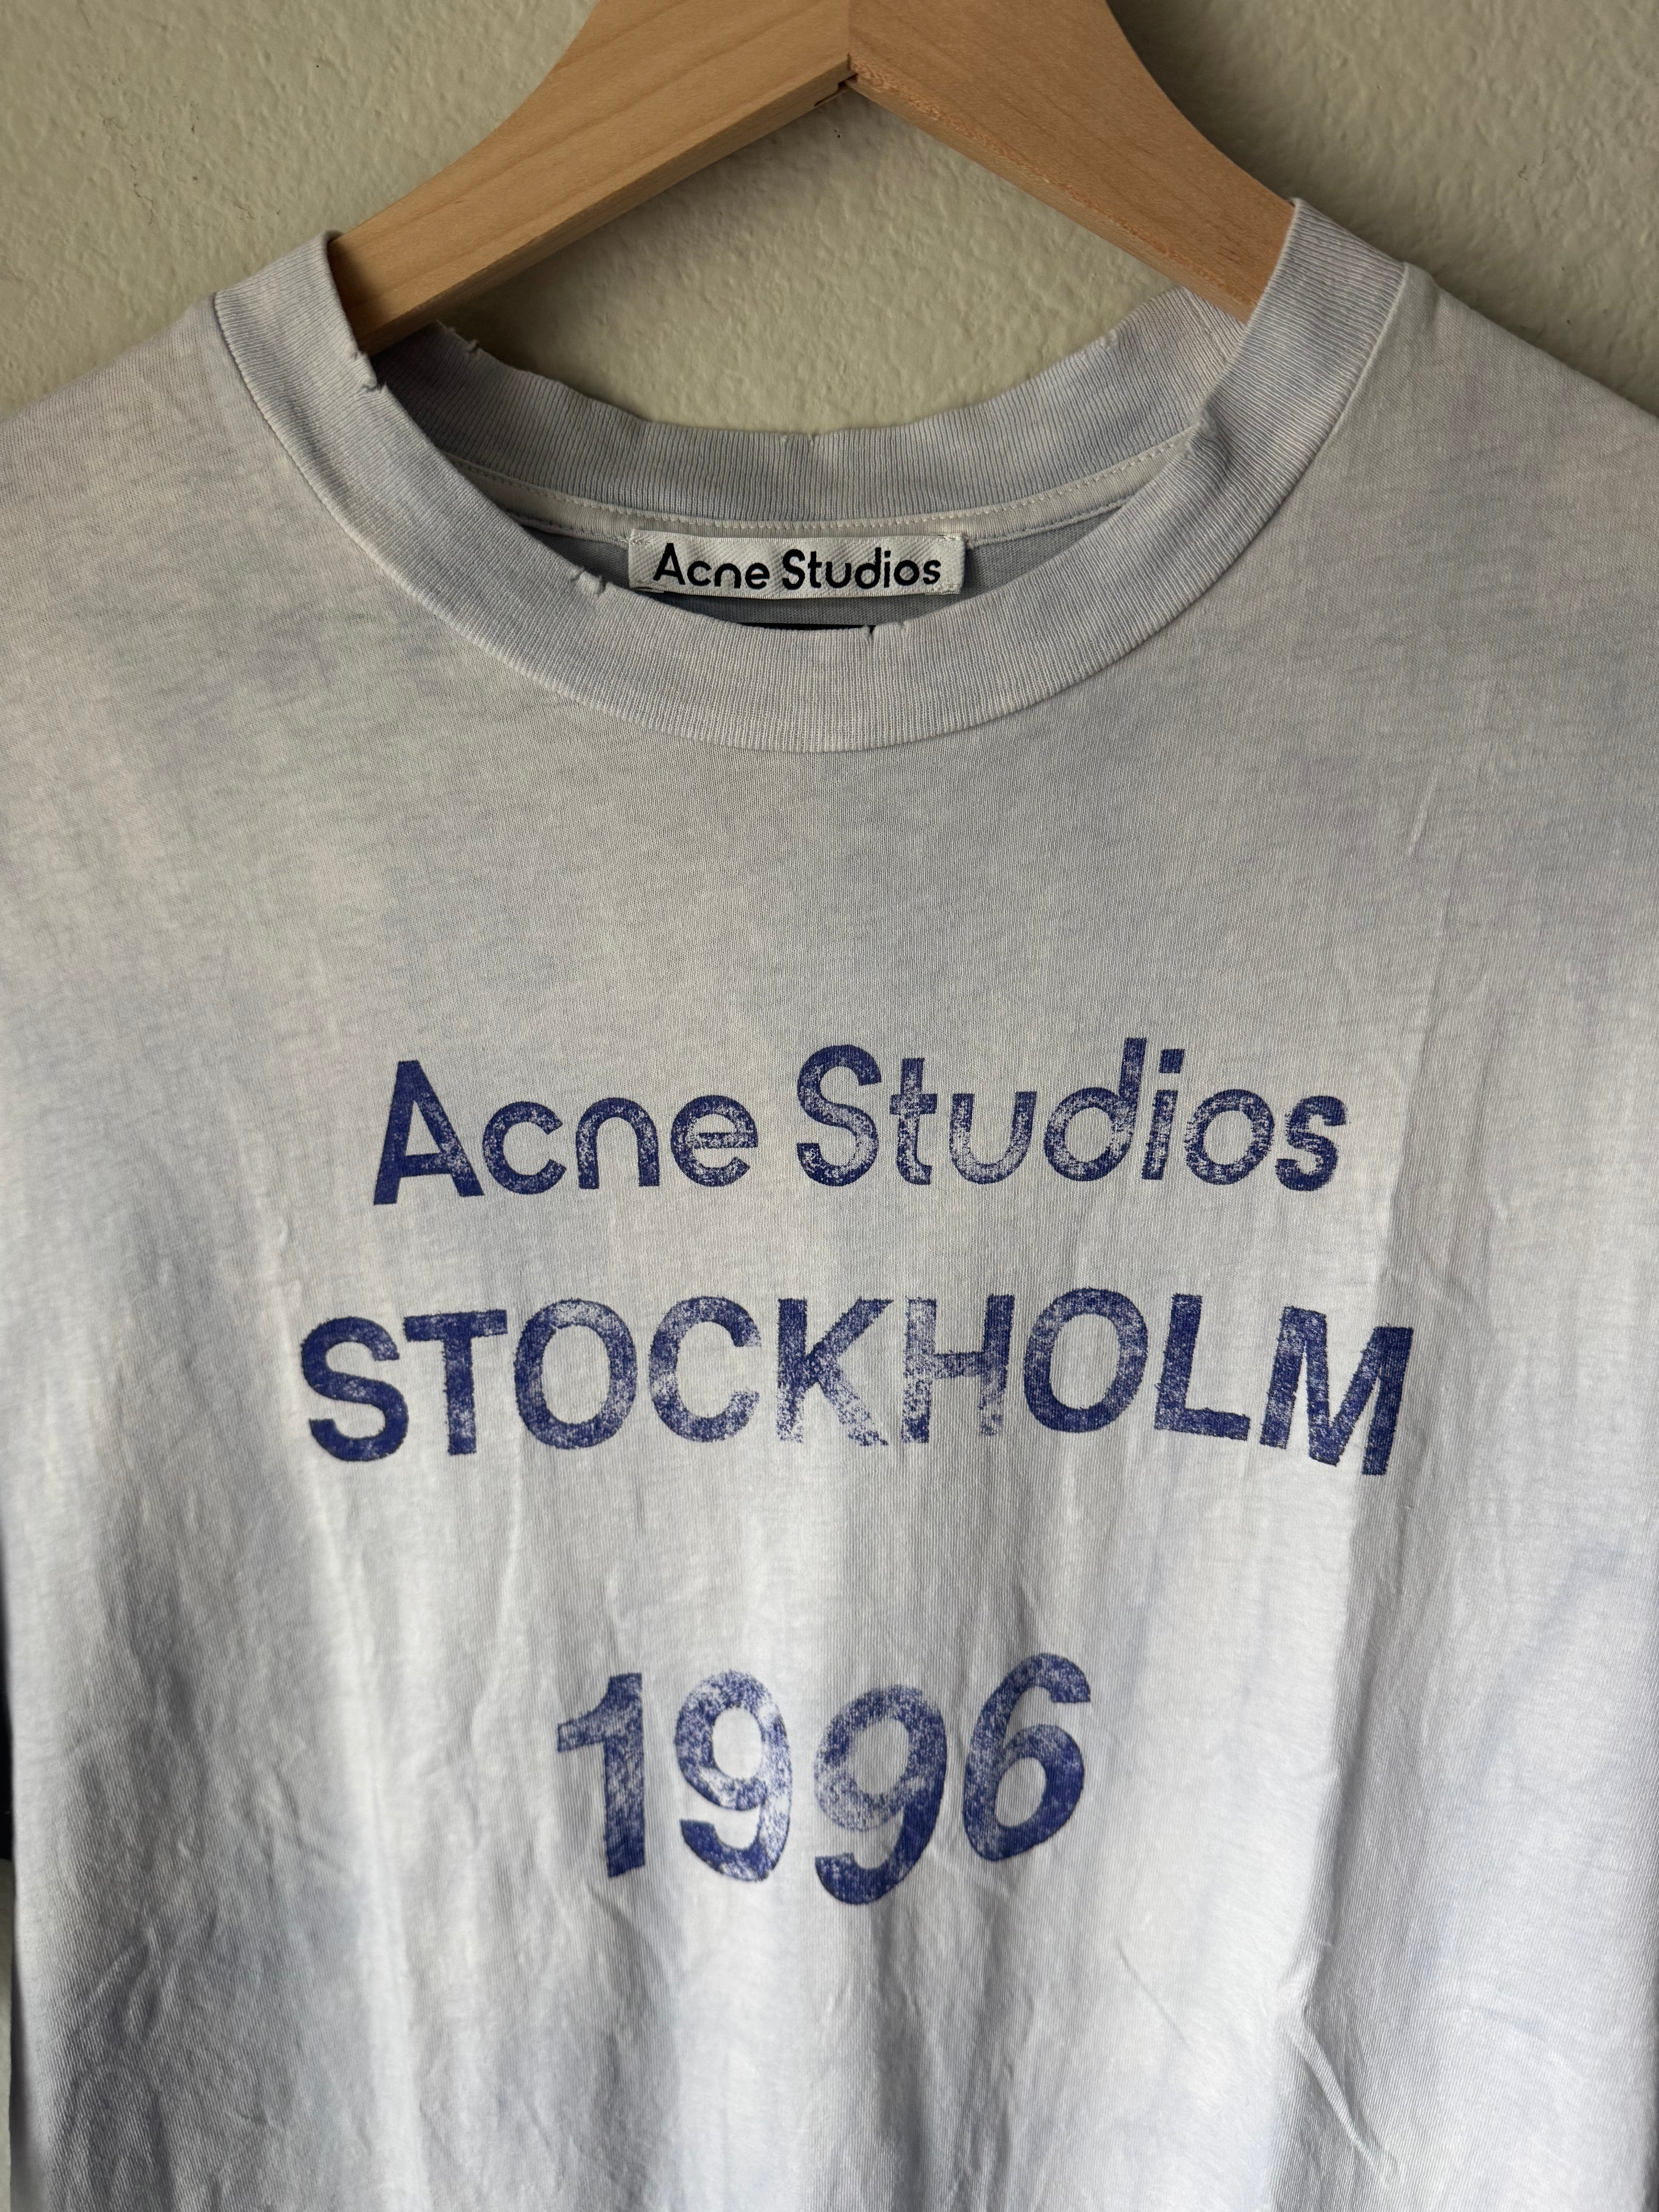 Acne Studios
Acne Studios
STOCKHOLM
1996